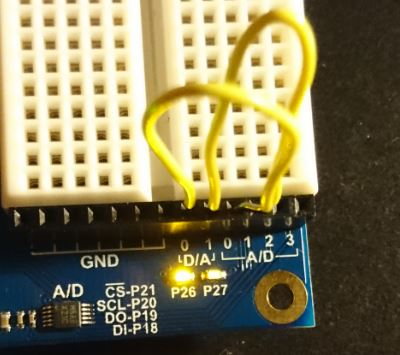 0 1 0 1 2 3
GND D/A A/D
A/D
P26 P27
CS-P21
SCL-P20
DO-P19
DI-P18